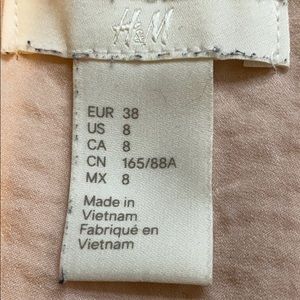 H&M
EUR 38
US 8
CA 8
CN 165/88A
MX 8
Made in
Vietnam
Fabriqué en
Vietnam